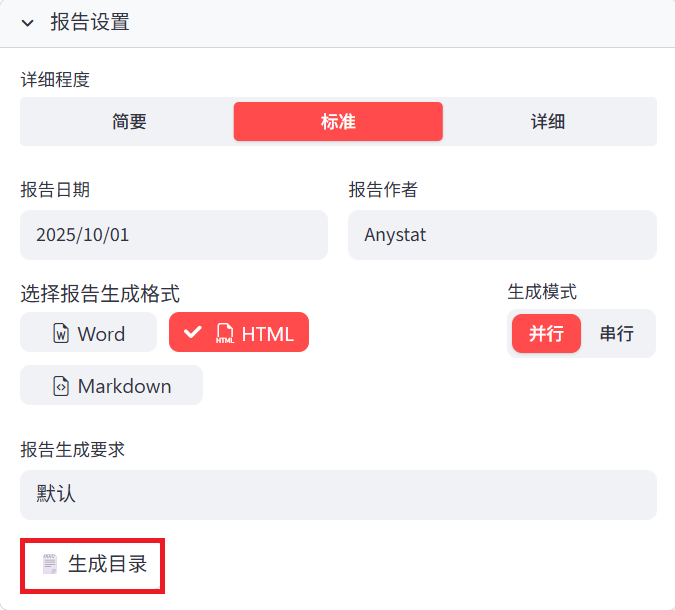 报告设置
详细程度
简要 标准 详细
报告日期 报告作者
2025/10/01 Anystat
选择报告生成格式 生成模式
Word HTML HTML 并行 串行
Markdown
报告生成要求
默认
生成目录